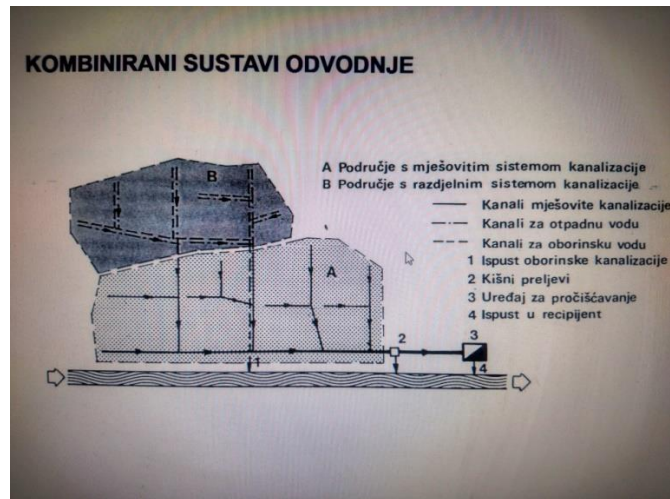 KOMBINIRANI SUSTAVI ODVODNJE
B
A Područje s mješovitim sistemom kanalizacije
B Područje s razdjelnim sistemom kanalizacije
Kanali mješovite kanalizacije
Kanali za otpadnu vodu
Kanali za oborinsku vodu
A
1 Ispust oborinske kanalizacije
2 Kišni preljevi
3 Uređaj za pročišćavanje
4 Ispust u recipijent
2
3
1
4